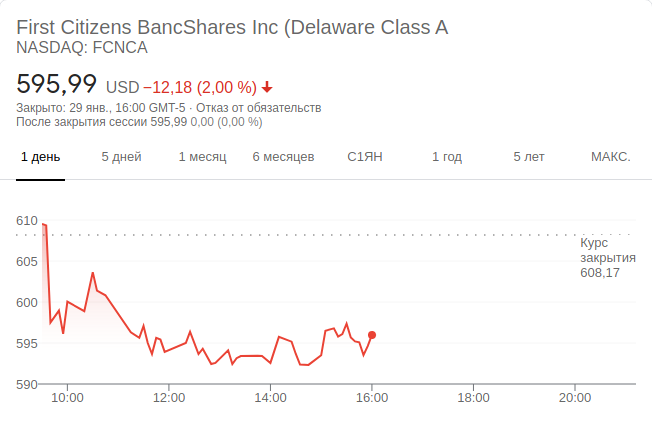 First Citizens BancShares Inc (Delaware Class A
NASDAQ: FCNCA
595,99 USD −12,18 (2,00 %)
Закрыто: 29 янв., 16:00 GMT-5 · Отказ от обязательств
После закрытия сессии 595,99 0,00 (0,00 %)
1 день 5 дней 1 месяц 6 месяцев С1ЯН 1 год 5 лет МАКС.
610
Курс
закрытия
608,17
605
600
595
590
10:00 12:00 14:00 16:00 18:00 20:00